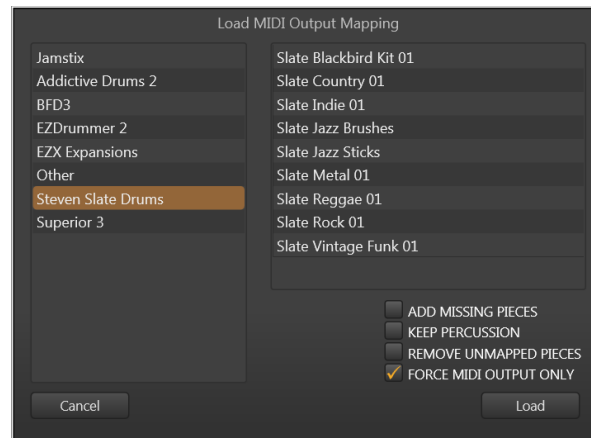 Load MIDI Output Mapping
Jamstix
Addictive Drums 2
BFD3
EZDrummer 2
EZX Expansions
Other
Steven Slate Drums
Superior 3
Slate Blackbird Kit 01
Slate Country 01
Slate Indie 01
Slate Jazz Brushes
Slate Jazz Sticks
Slate Metal 01
Slate Reggae 01
Slate Rock 01
Slate Vintage Funk 01
ADD MISSING PIECES
KEEP PERCUSSION
REMOVE UNMAPPED PIECES
FORCE MIDI OUTPUT ONLY
Cancel
Load